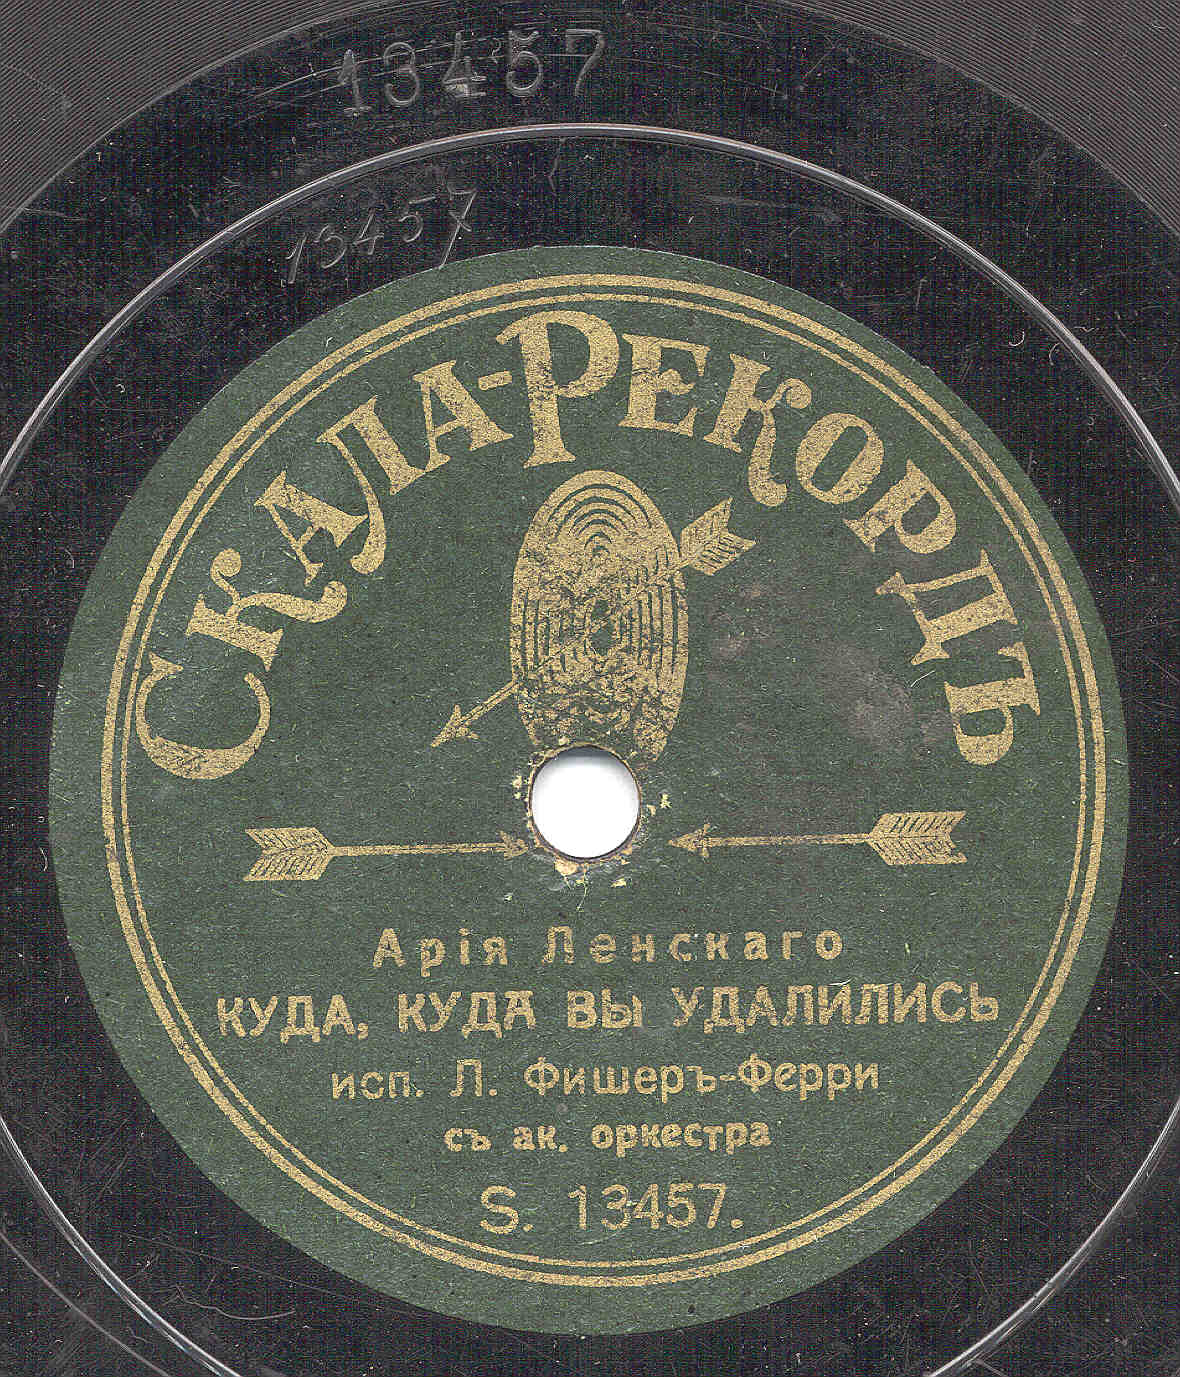 13457
13457
СКАЛА-РЕКОРДЪ
Арія Ленскаго
КУДА, КУДА ВЫ УДАЛИЛИСЬ
исп. Л. Фишеръ-Ферри
съ ак. оркестра
S. 13457.